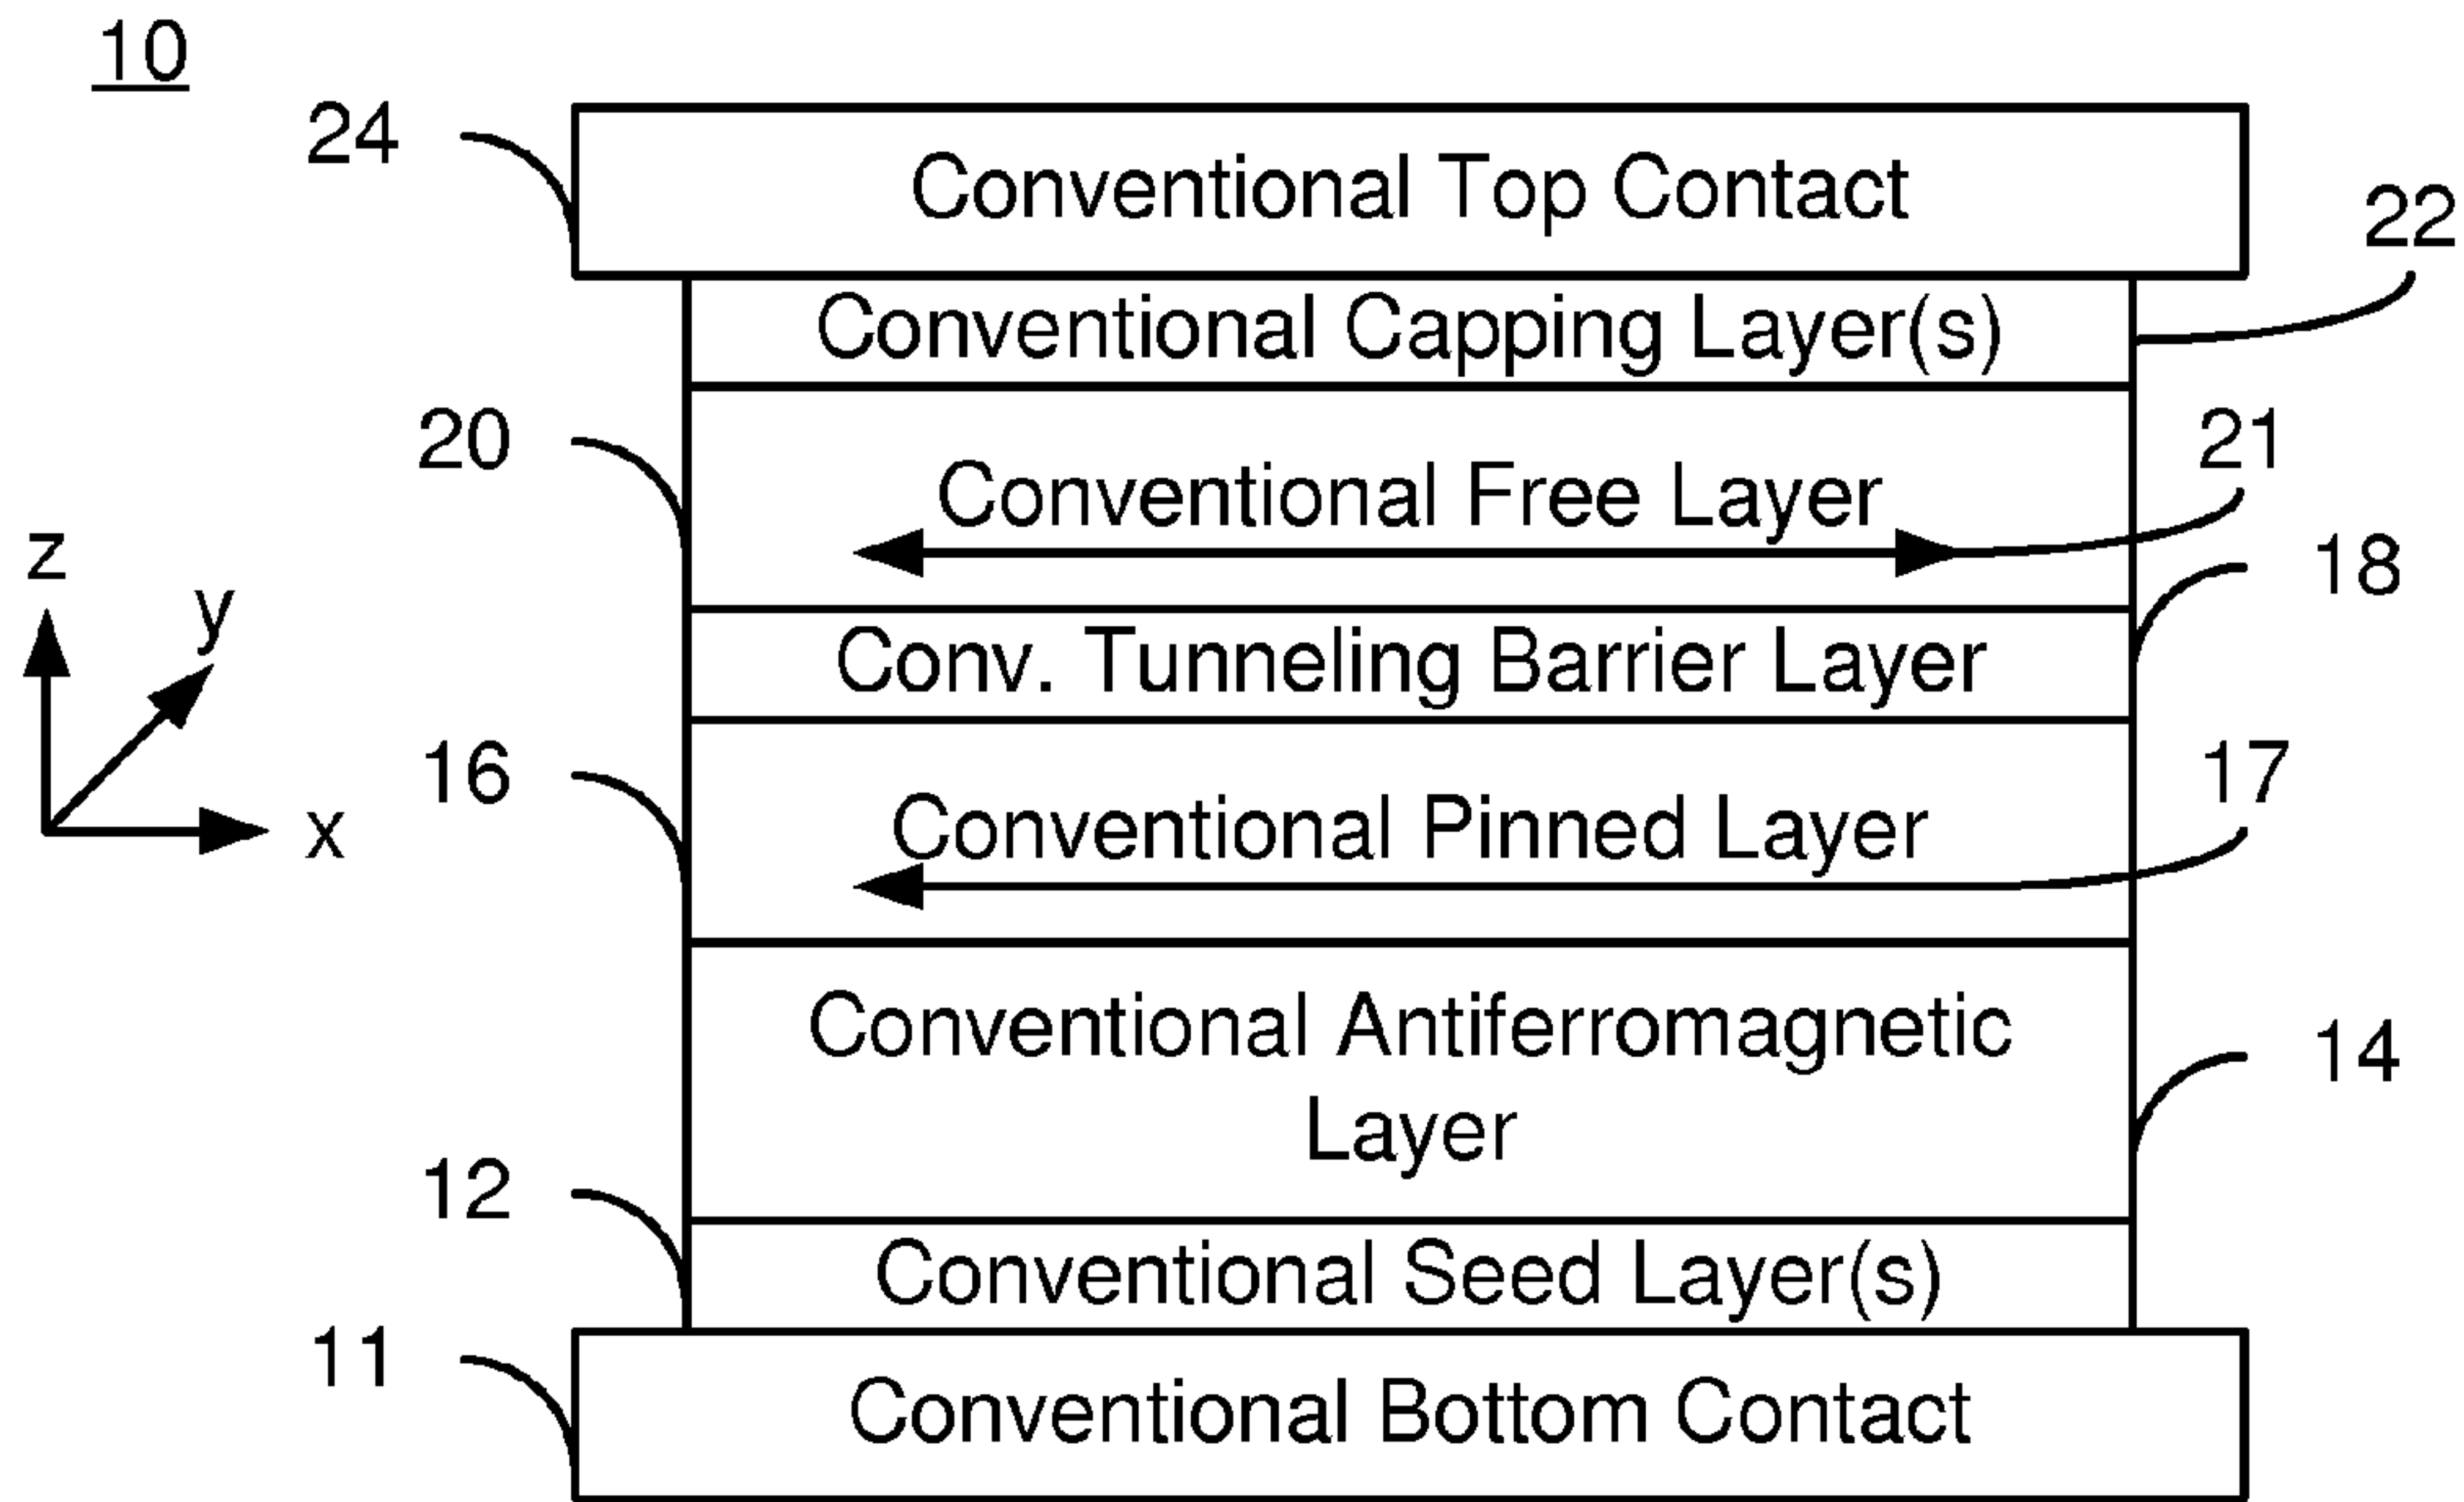 10
24
Conventional Top Contact
22
Conventional Capping Layer(s)
20
21
Conventional Free Layer
z
18
y
Conv. Tunneling Barrier Layer
16
17
x
Conventional Pinned Layer
Conventional Antiferromagnetic
Layer
14
12
Conventional Seed Layer(s)
11
Conventional Bottom Contact